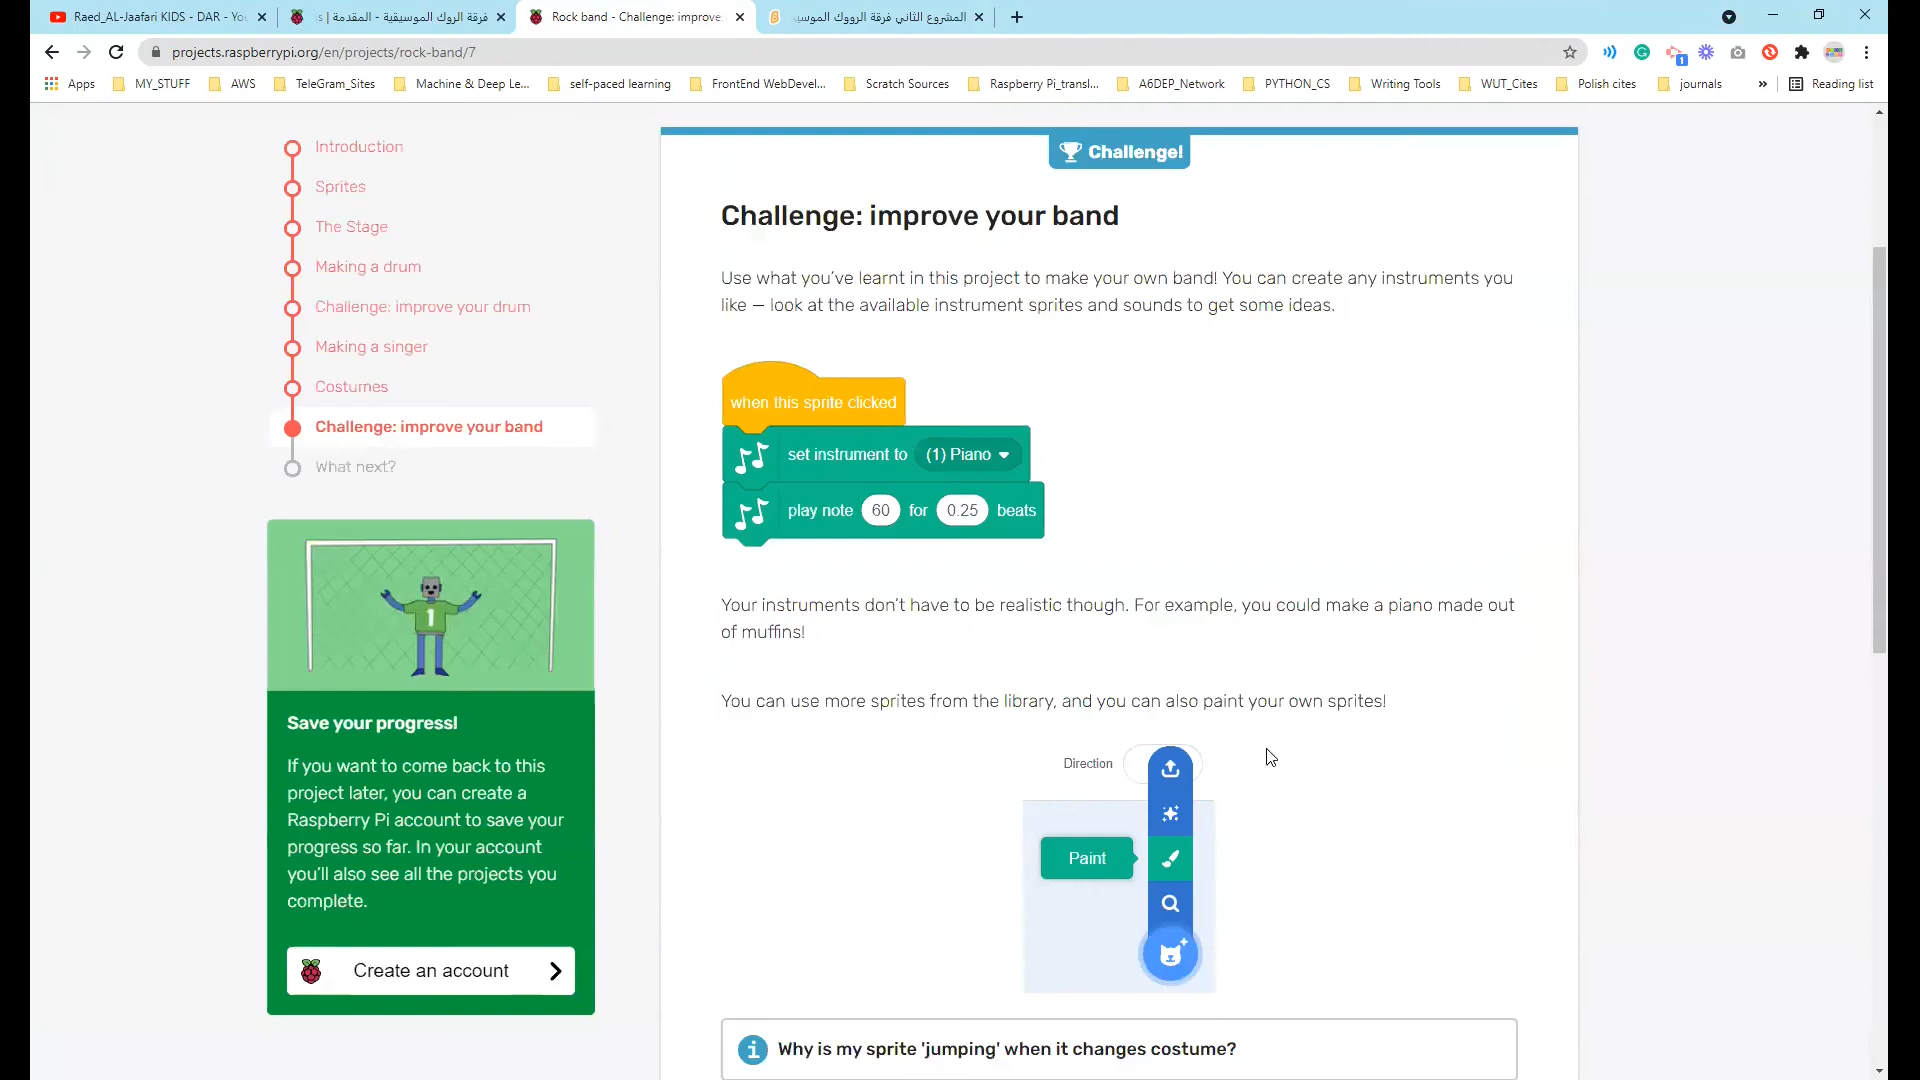 Raed_AL-Jaafari KIDS - DAR - You
فرقة الروك الموسيقية - المقدمة | s
Rock band - Challenge: improve
المشروع الثاني فرقة الرووك الموسيـ
projects.raspberrypi.org/en/projects/rock-band/7
1
Apps
MY_STUFF
AWS
TeleGram_Sites
Machine & Deep Le...
self-paced learning
FrontEnd WebDevel...
Scratch Sources
Raspberry Pi_transl...
A6DEP_Network
PYTHON_CS
Writing Tools
WUT_Cites
Polish cites
journals
»
Reading list
Introduction
Sprites
The Stage
Making a drum
Challenge: improve your drum
Making a singer
Costumes
Challenge: improve your band
What next?
1
Save your progress!
If you want to come back to this
project later, you can create a
Raspberry Pi account to save your
progress so far. In your account
you'll also see all the projects you
complete.
Create an account
Challenge!
Challenge: improve your band
Use what you've learnt in this project to make your own band! You can create any instruments you
like — look at the available instrument sprites and sounds to get some ideas.
when this sprite clicked
set instrument to (1) Piano
play note 60 for 0.25 beats
Your instruments don't have to be realistic though. For example, you could make a piano made out
of muffins!
You can use more sprites from the library, and you can also paint your own sprites!
Direction
Paint
Why is my sprite 'jumping' when it changes costume?